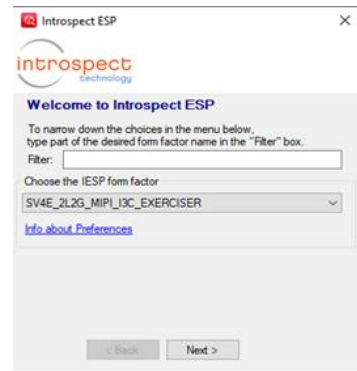 Introspect ESP
introspect
technology
Welcome to Introspect ESP
To narrow down the choices in the menu below,
type part of the desired form factor name in the "Filter" box.
Filter:
Choose the IESP form factor
SV4E_2L2G_MIPI_I3C_EXERCISER
Info about Preferences
< Back
Next >